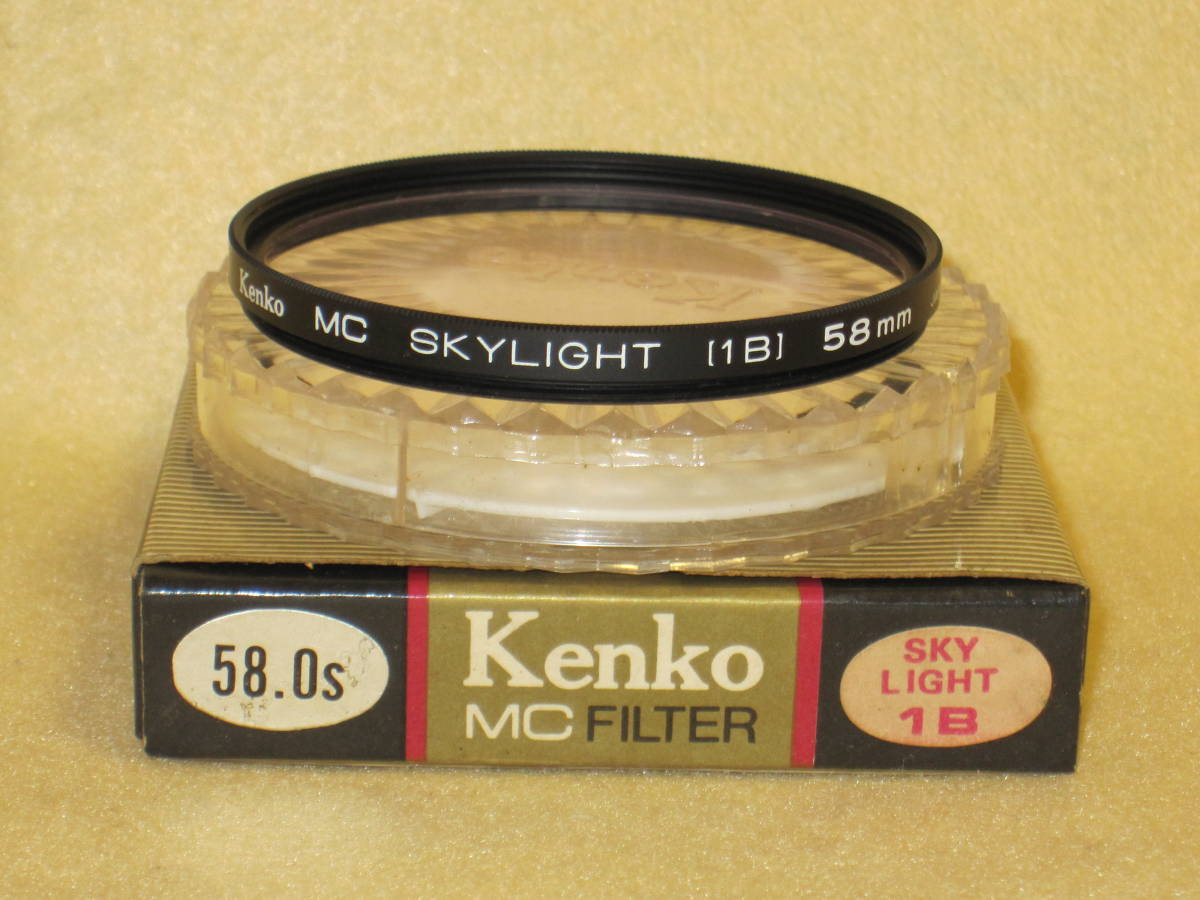 Kenko MC SKYLIGHT [1B] 58mm
58.0s
Kenko
MC FILTER
SKY
LIGHT
1B